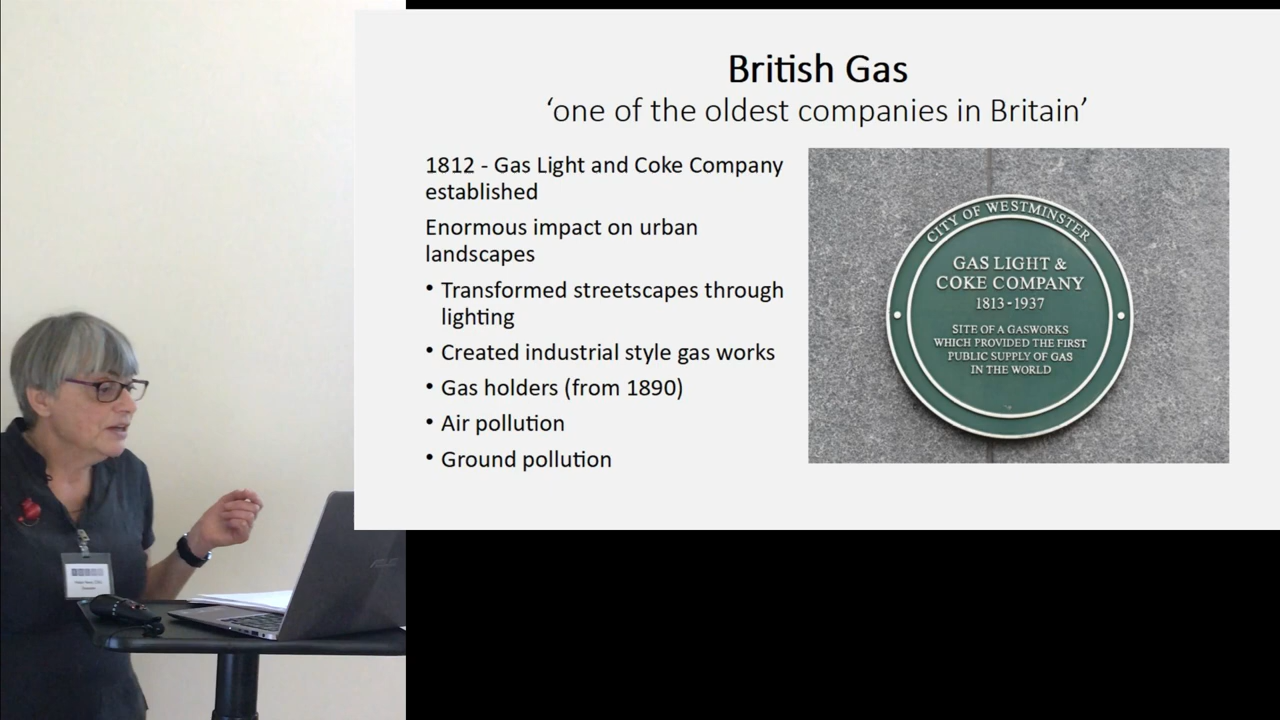 British Gas
‘one of the oldest companies in Britain’
1812 - Gas Light and Coke Company
established
Enormous impact on urban
landscapes
• Transformed streetscapes through
lighting
• Created industrial style gas works
• Gas holders (from 1890)
• Air pollution
• Ground pollution
CITY OF WESTMINSTER
GAS LIGHT &
COKE COMPANY
1813-1937
SITE OF A GASWORKS
WHICH PROVIDED THE FIRST
PUBLIC SUPPLY OF GAS
IN THE WORLD